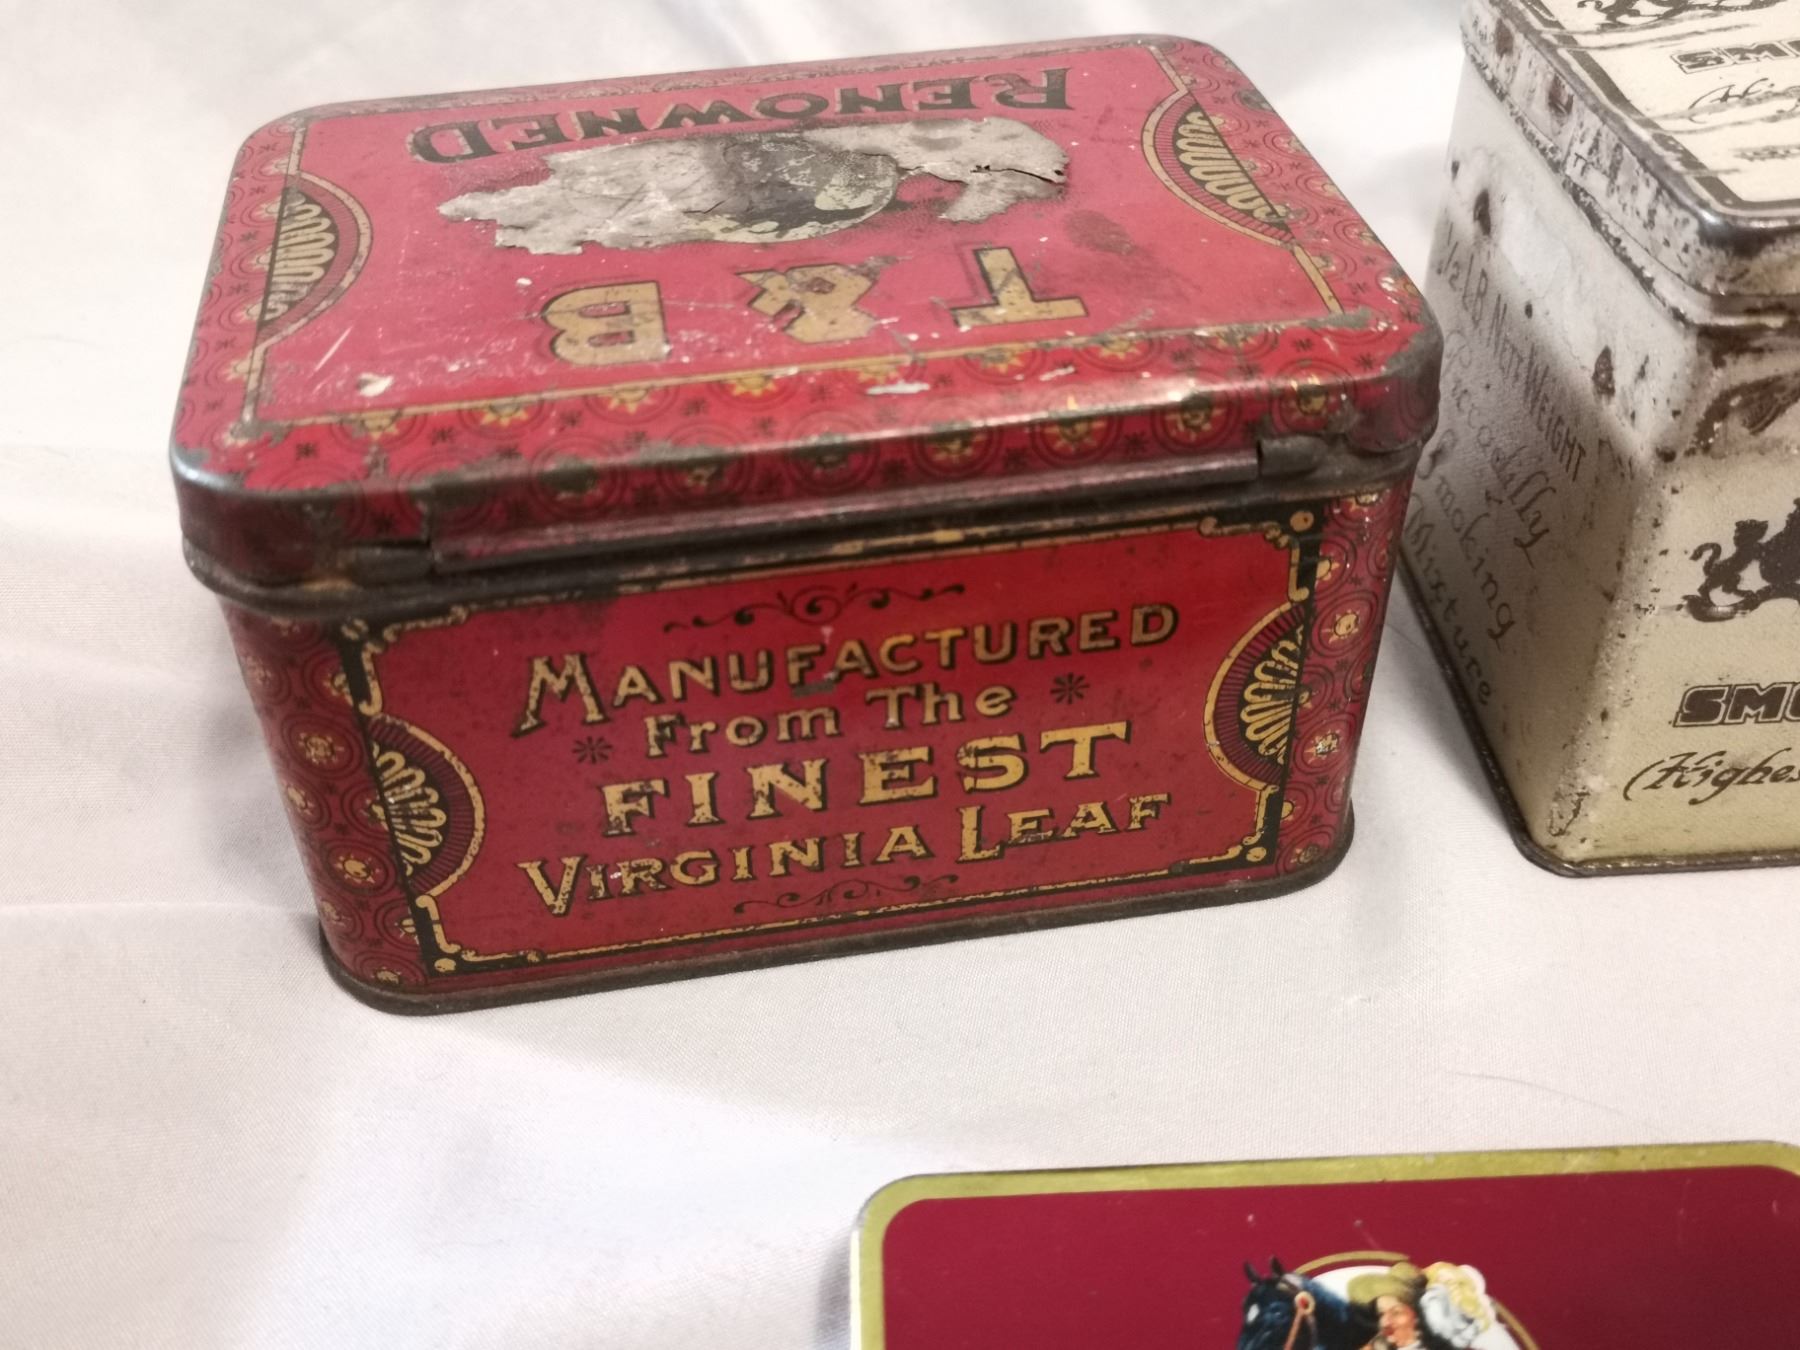 RENOWNED
T & B
MANUFACTURED
From The
FINEST
VIRGINIA LEAF
1/2 LB NETT WEIGHT
Piccadilly
Smoking
Mixture